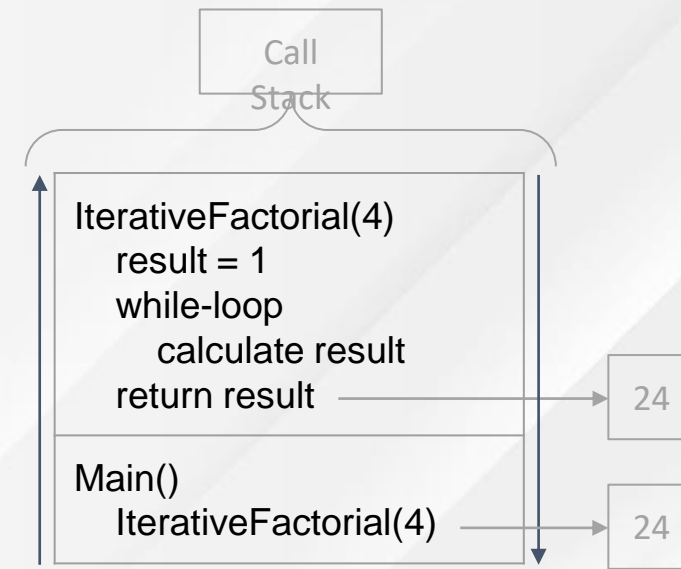 Call
Stack
IterativeFactorial(4)
result = 1
while-loop
calculate result
return result
24
Main()
IterativeFactorial(4)
24